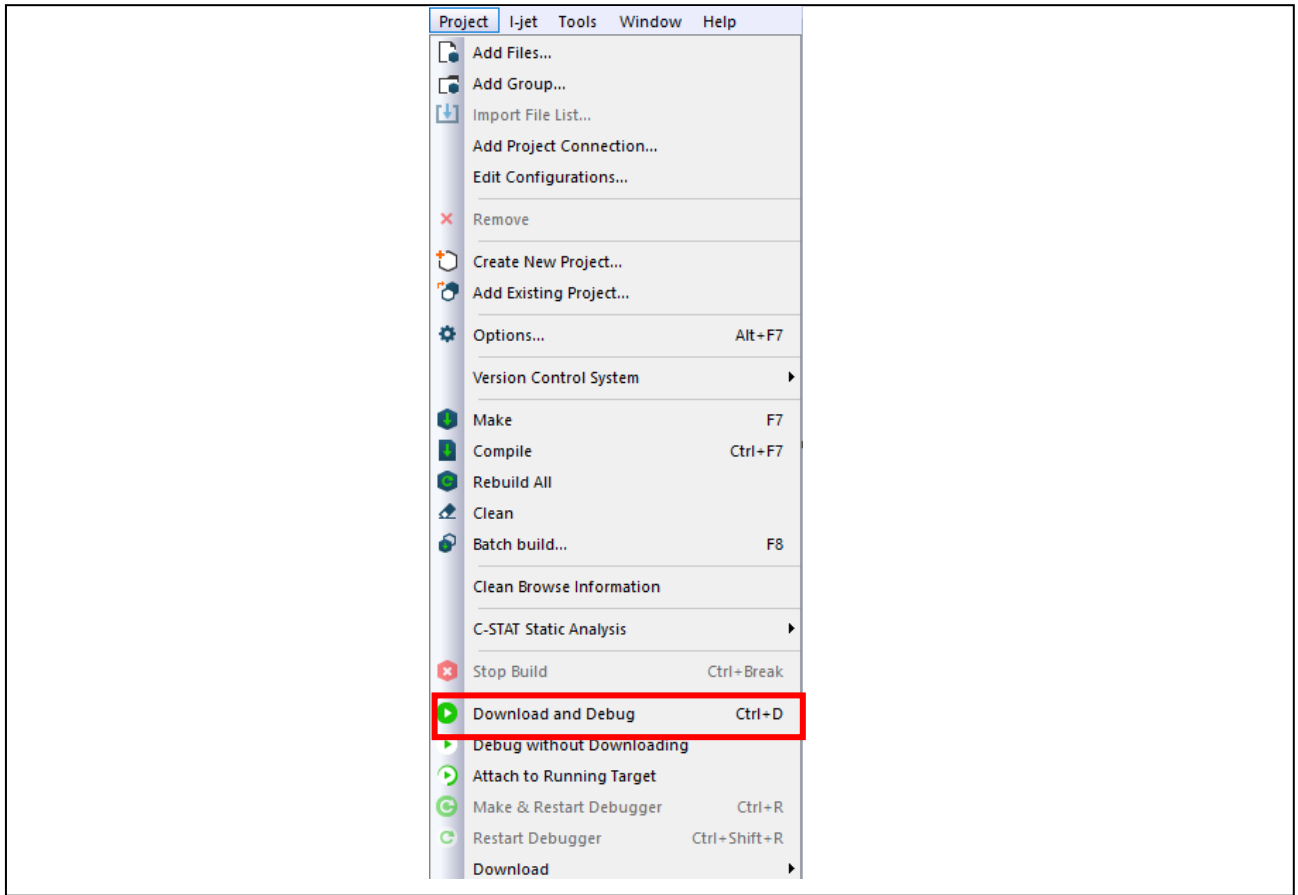 Project I-jet Tools Window Help
Add Files...
Add Group...
Import File List...
Add Project Connection...
Edit Configurations...
Remove
Create New Project...
Add Existing Project...
Options... Alt+F7
Version Control System
Make F7
Compile Ctrl+F7
Rebuild All
Clean
Batch build... F8
Clean Browse Information
C-STAT Static Analysis
Stop Build Ctrl+Break
Download and Debug Ctrl+D
Debug without Downloading
Attach to Running Target
Make & Restart Debugger Ctrl+R
Restart Debugger Ctrl+Shift+R
Download